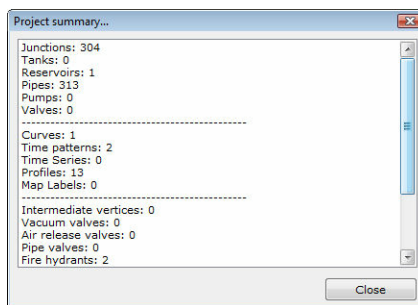 Project summary...
Junctions: 304
Tanks: 0
Reservoirs: 1
Pipes: 313
Pumps: 0
Valves: 0
------------------------------------------------
Curves: 1
Time patterns: 2
Time Series: 0
Profiles: 13
Map Labels: 0
------------------------------------------------
Intermediate vertices: 0
Vacuum valves: 0
Air release valves: 0
Pipe valves: 0
Fire hydrants: 2
Close